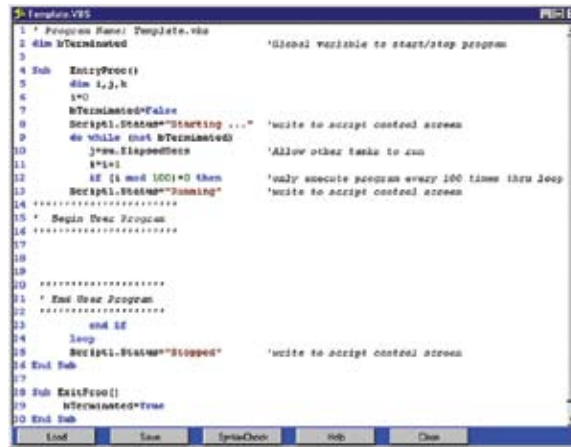 Template.VBS
1 ' Program Name: Template.vbs
2 dim bTerminated 'Global variable to start/stop program
3
4 Sub EntryProc()
5 dim i,j,k
6 i=0
7 bTerminated=False
8 Script1.Status="Starting ..." 'write to script control screen
9 do while (not bTerminated)
10 j=sw.ElapsedSecs 'Allow other tasks to run
11 i=i+1
12 if (i mod 100)=0 then 'only execute program every 100 times thru loop
13 Script1.Status="Running" 'write to script control screen
14 '''''''''''''''''''''''
15 ' Begin User Program
16 '''''''''''''''''''''''
17
18
19
20 ''''''''''''''''''''
21 ' End User Program
22 ''''''''''''''''''''
23 end if
24 loop
25 Script1.Status="Stopped" 'write to script control screen
26 End Sub
27
28 Sub ExitProc()
29 bTerminated=True
30 End Sub
Load Save SyntaxCheck Help Close